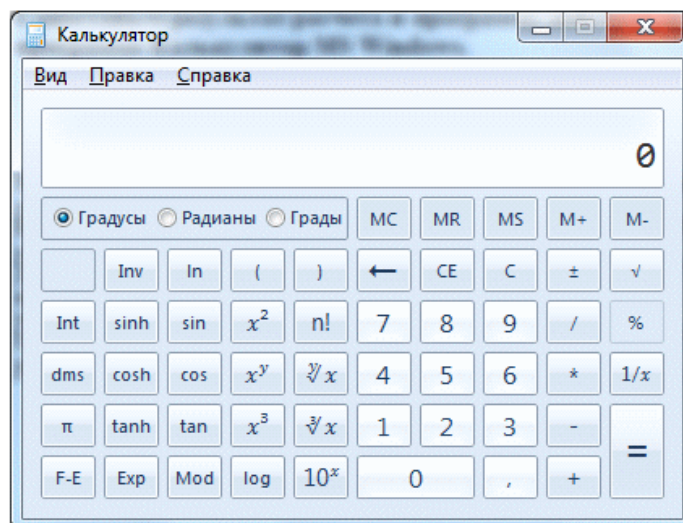 Калькулятор
Вид Правка Справка
0
Градусы Радианы Грады MC MR MS M+ M-
Inv ln ( ) ← CE C ± √
Int sinh sin x² n! 7 8 9 / %
dms cosh cos xʸ ʸ√x 4 5 6 * 1/x
π tanh tan x³ ³√x 1 2 3 - =
F-E Exp Mod log 10ˣ 0 , +